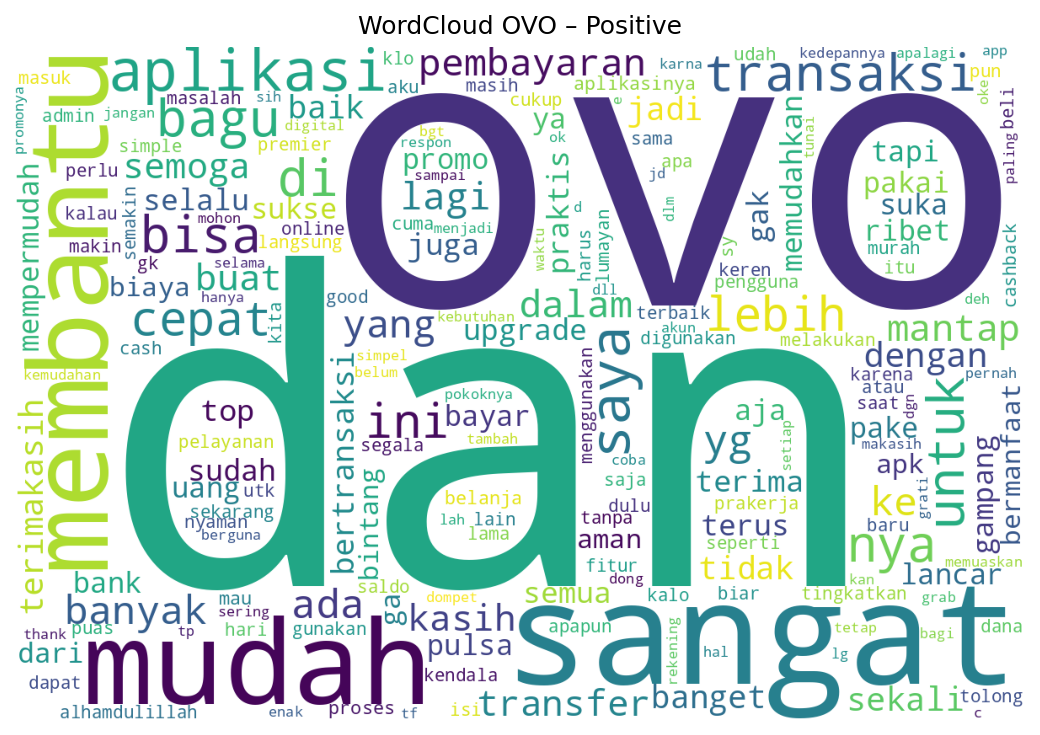 WordCloud OVO – Positive
masuk
aplikasi
klo
pembayaran
karna
udah
kedepannya
apalagi
app
transaksi
pun
promonya
membantu
masalah
sih
aku
masih
aplikasinya
oke
beli
admin
jangan
bagu
baik
cukup
e
jadi
ovo
simple
digital
premier
bgt
respon
ya
ok
sama
tunai
paling
mempermudah
perlu
semoga
di
promo
sampai
praktis
apa
jd
memudahkan
tapi
pakai
selalu
sukse
lagi
d
dlm
gak
suka
kalau
semakin
mohon
bisa
online
cuma
menjadi
ribet
makin
langsung
juga
waktu
harus
lumayan
sy
murah
gk
selama
buat
dll
keren
itu
cashback
biaya
hanya
kita
good
dalam
pengguna
deh
cepat
yang
kebutuhan
upgrade
terbaik
akun
lebih
mantap
cash
dan
digunakan
melakukan
simpel
belum
saya
dengan
kemudahan
bertransaksi
menggunakan
karena
pernah
atau
terimakasih
top
ini
pokoknya
bayar
aja
saat
dgn
untuk
bermanfaat
pelayanan
segala
tambah
yg
setiap
pake
makasih
gampang
sudah
bintang
coba
apk
uang
utk
saja
terima
sekarang
belanja
dulu
prakerja
ke
grati
nyaman
lah
lain
tanpa
terus
baru
berguna
lama
aman
seperti
nya
memuaskan
fitur
bank
saldo
dong
tidak
kan
lancar
mau
ga
semua
kalo
biar
tingkatkan
grab
banyak
sering
ada
dompet
kasih
sangat
puas
tp
hari
gunakan
apapun
tetap
bagi
dana
thank
mudah
pulsa
rekening
hal
lg
dari
dapat
kendala
tolong
alhamdulillah
enak
proses
tf
isi
transfer
banget
sekali
c